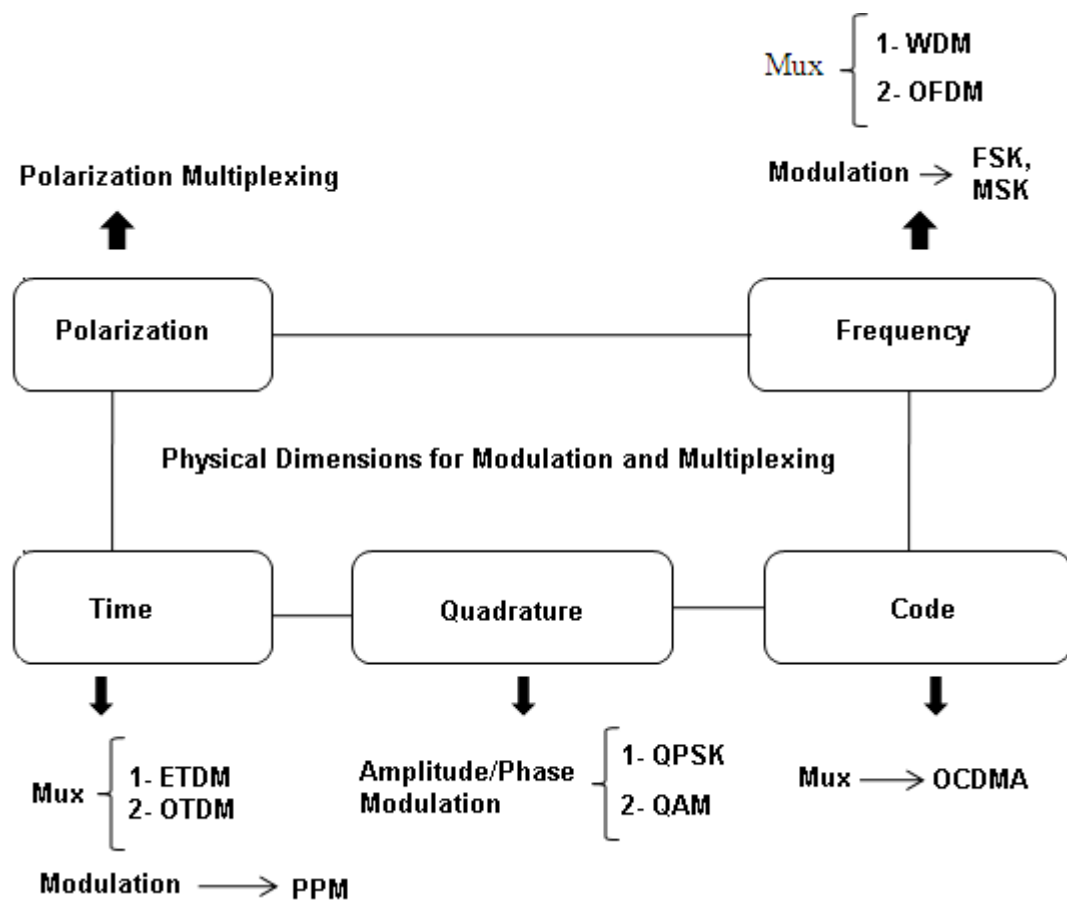 Mux
1- WDM
2- OFDM
Polarization Multiplexing
Modulation
FSK,
MSK
Polarization
Frequency
Physical Dimensions for Modulation and Multiplexing
Time
Quadrature
Code
Mux
1- ETDM
2- OTDM
Amplitude/Phase
Modulation
1- QPSK
2- QAM
Mux
OCDMA
Modulation
PPM